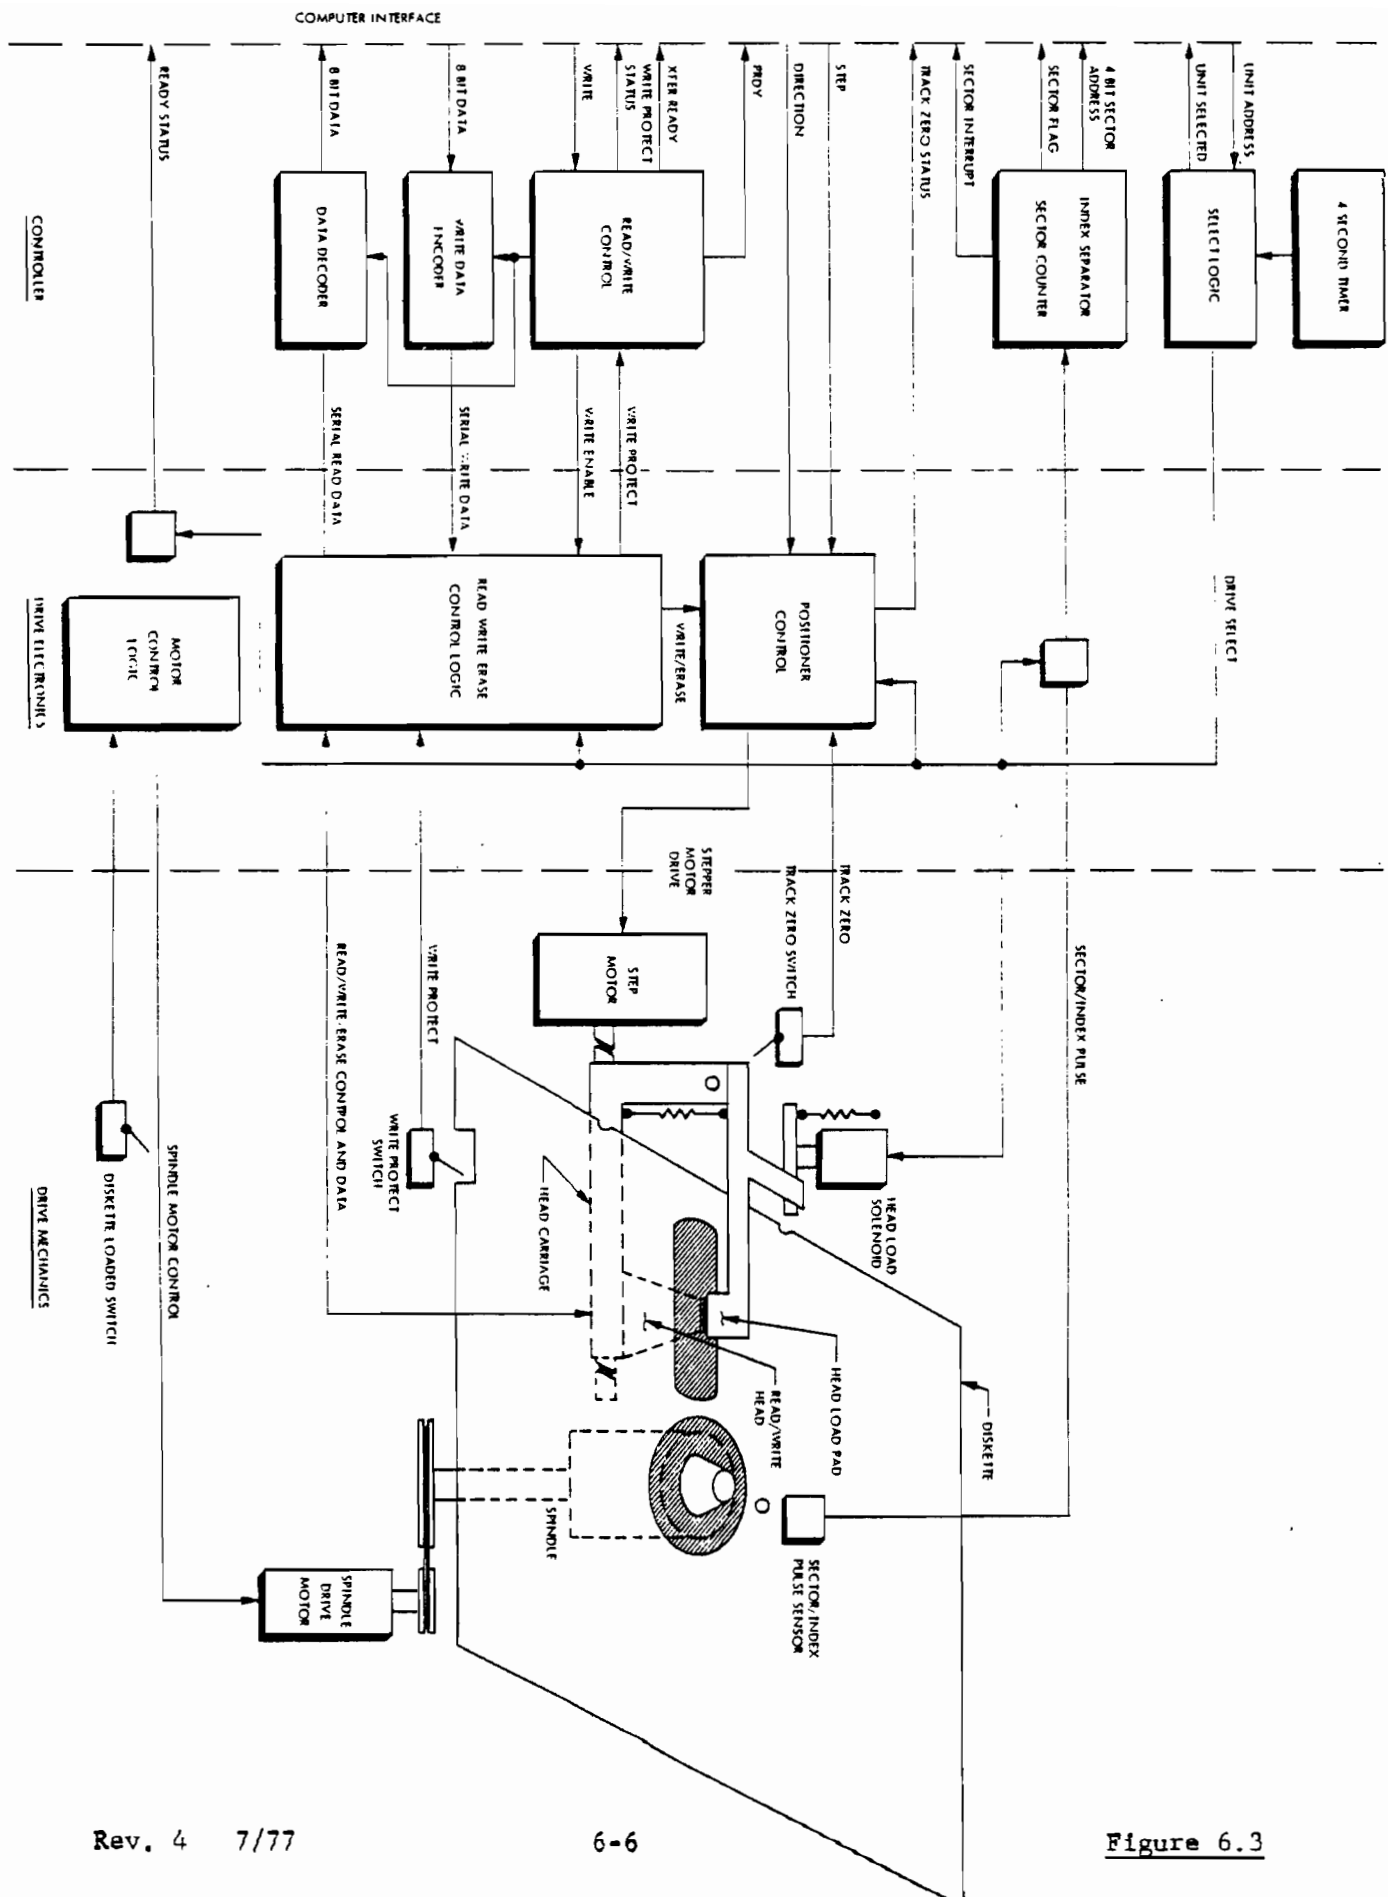 COMPUTER INTERFACE
READY STATUS
8 BIT DATA
8 BIT DATA
WRITE
WRITE PROTECT
STATUS
XFER READY
PRDY
DIRECTION
STEP
TRACK ZERO STATUS
SECTOR INTERRUPT
SECTOR FLAG
4 BIT SECTOR
ADDRESS
UNIT SELECTED
UNIT ADDRESS
CONTROLLER
DATA DECODER
WRITE DATA
ENCODER
READ/WRITE
CONTROL
INDEX SEPARATOR
SECTOR COUNTER
SELECT LOGIC
4 SECOND TIMER
SERIAL READ DATA
SERIAL WRITE DATA
WRITE ENABLE
WRITE PROTECT
DRIVE ELECTRONICS
MOTOR
CONTROL
LOGIC
READ WRITE ERASE
CONTROL LOGIC
WRITE/ERASE
POSITIONER
CONTROL
DRIVE SELECT
STEPPER
MOTOR
DRIVE
TRACK ZERO SWITCH
TRACK ZERO
SECTOR/INDEX PULSE
STEP
MOTOR
READ/WRITE/ERASE CONTROL AND DATA
WRITE PROTECT
WRITE PROTECT
SWITCH
HEAD CARRIAGE
HEAD LOAD
SOLENOID
DRIVE MECHANICS
DISKETTE LOADED SWITCH
SPINDLE MOTOR CONTROL
READ/WRITE
HEAD
HEAD LOAD PAD
DISKETTE
SPINDLE
SECTOR/INDEX
PULSE SENSOR
SPINDLE
DRIVE
MOTOR
Rev. 4 7/77
6-6
Figure 6.3